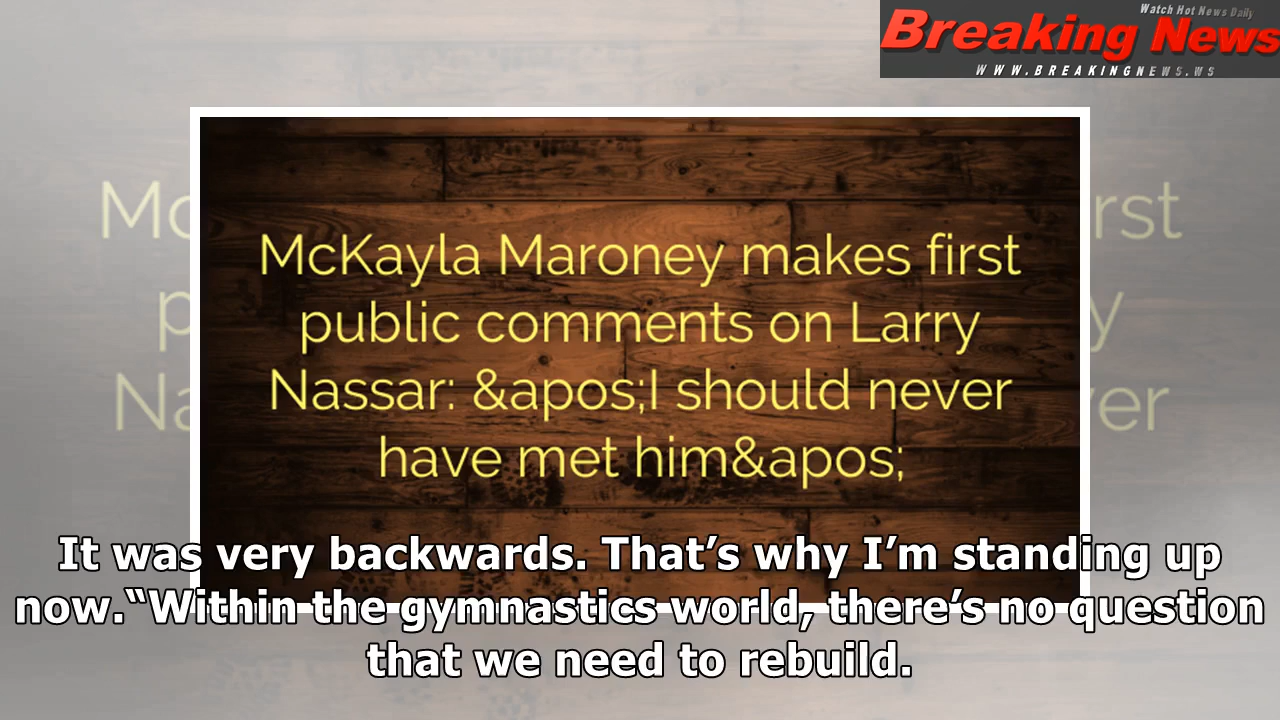 Watch Hot News Daily
Breaking News
WWW.BREAKINGNEWS.WS
McKayla Maroney makes first
public comments on Larry
Nassar: &apos;I should never
have met him&apos;
It was very backwards. That’s why I’m standing up
now.“Within the gymnastics world, there’s no question
that we need to rebuild.